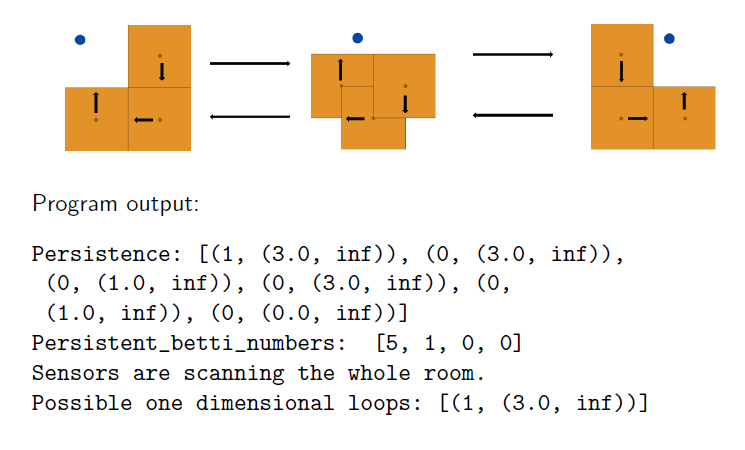 Program output:
Persistence: [(1, (3.0, inf)), (0, (3.0, inf)),
(0, (1.0, inf)), (0, (3.0, inf)), (0,
(1.0, inf)), (0, (0.0, inf))]
Persistent_betti_numbers: [5, 1, 0, 0]
Sensors are scanning the whole room.
Possible one dimensional loops: [(1, (3.0, inf))]